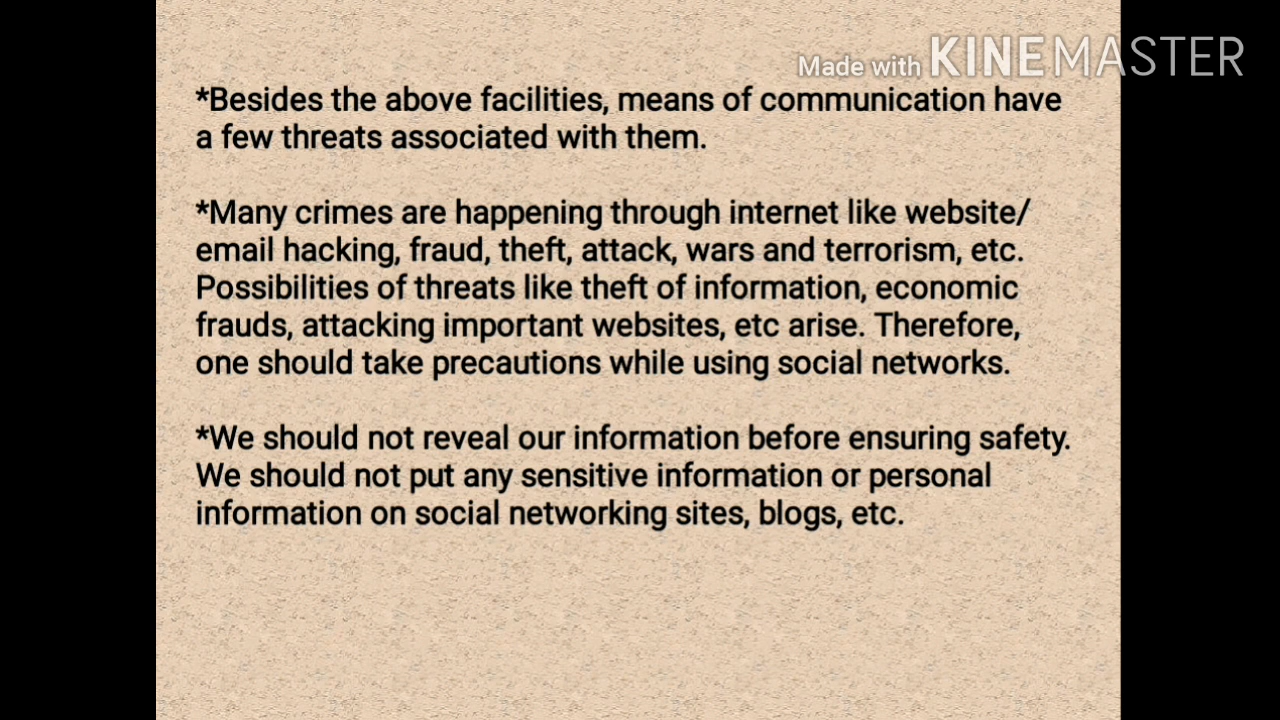 Made with KINEMASTER
*Besides the above facilities, means of communication have
a few threats associated with them.
*Many crimes are happening through internet like website/
email hacking, fraud, theft, attack, wars and terrorism, etc.
Possibilities of threats like theft of information, economic
frauds, attacking important websites, etc arise. Therefore,
one should take precautions while using social networks.
*We should not reveal our information before ensuring safety.
We should not put any sensitive information or personal
information on social networking sites, blogs, etc.